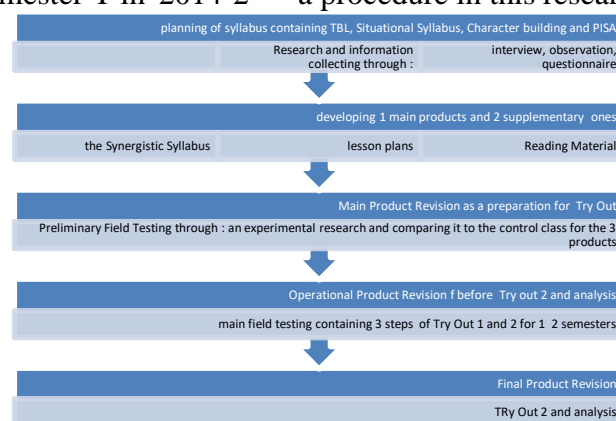 semester 1 in 2014-2 a procedure in this resear
planning of syllabus containing TBL, Situational Syllabus, Character building and PISA
Research and information collecting through :
interview, observation, questionnaire
developing 1 main products and 2 supplementary ones
the Synergistic Syllabus
lesson plans
Reading Material
Main Product Revision as a preparation for Try Out
Preliminary Field Testing through : an experimental research and comparing it to the control class for the 3
products
Operational Product Revision f before Try out 2 and analysis
main field testing containing 3 steps of Try Out 1 and 2 for 1 2 semesters
Final Product Revision
TRy Out 2 and analysis